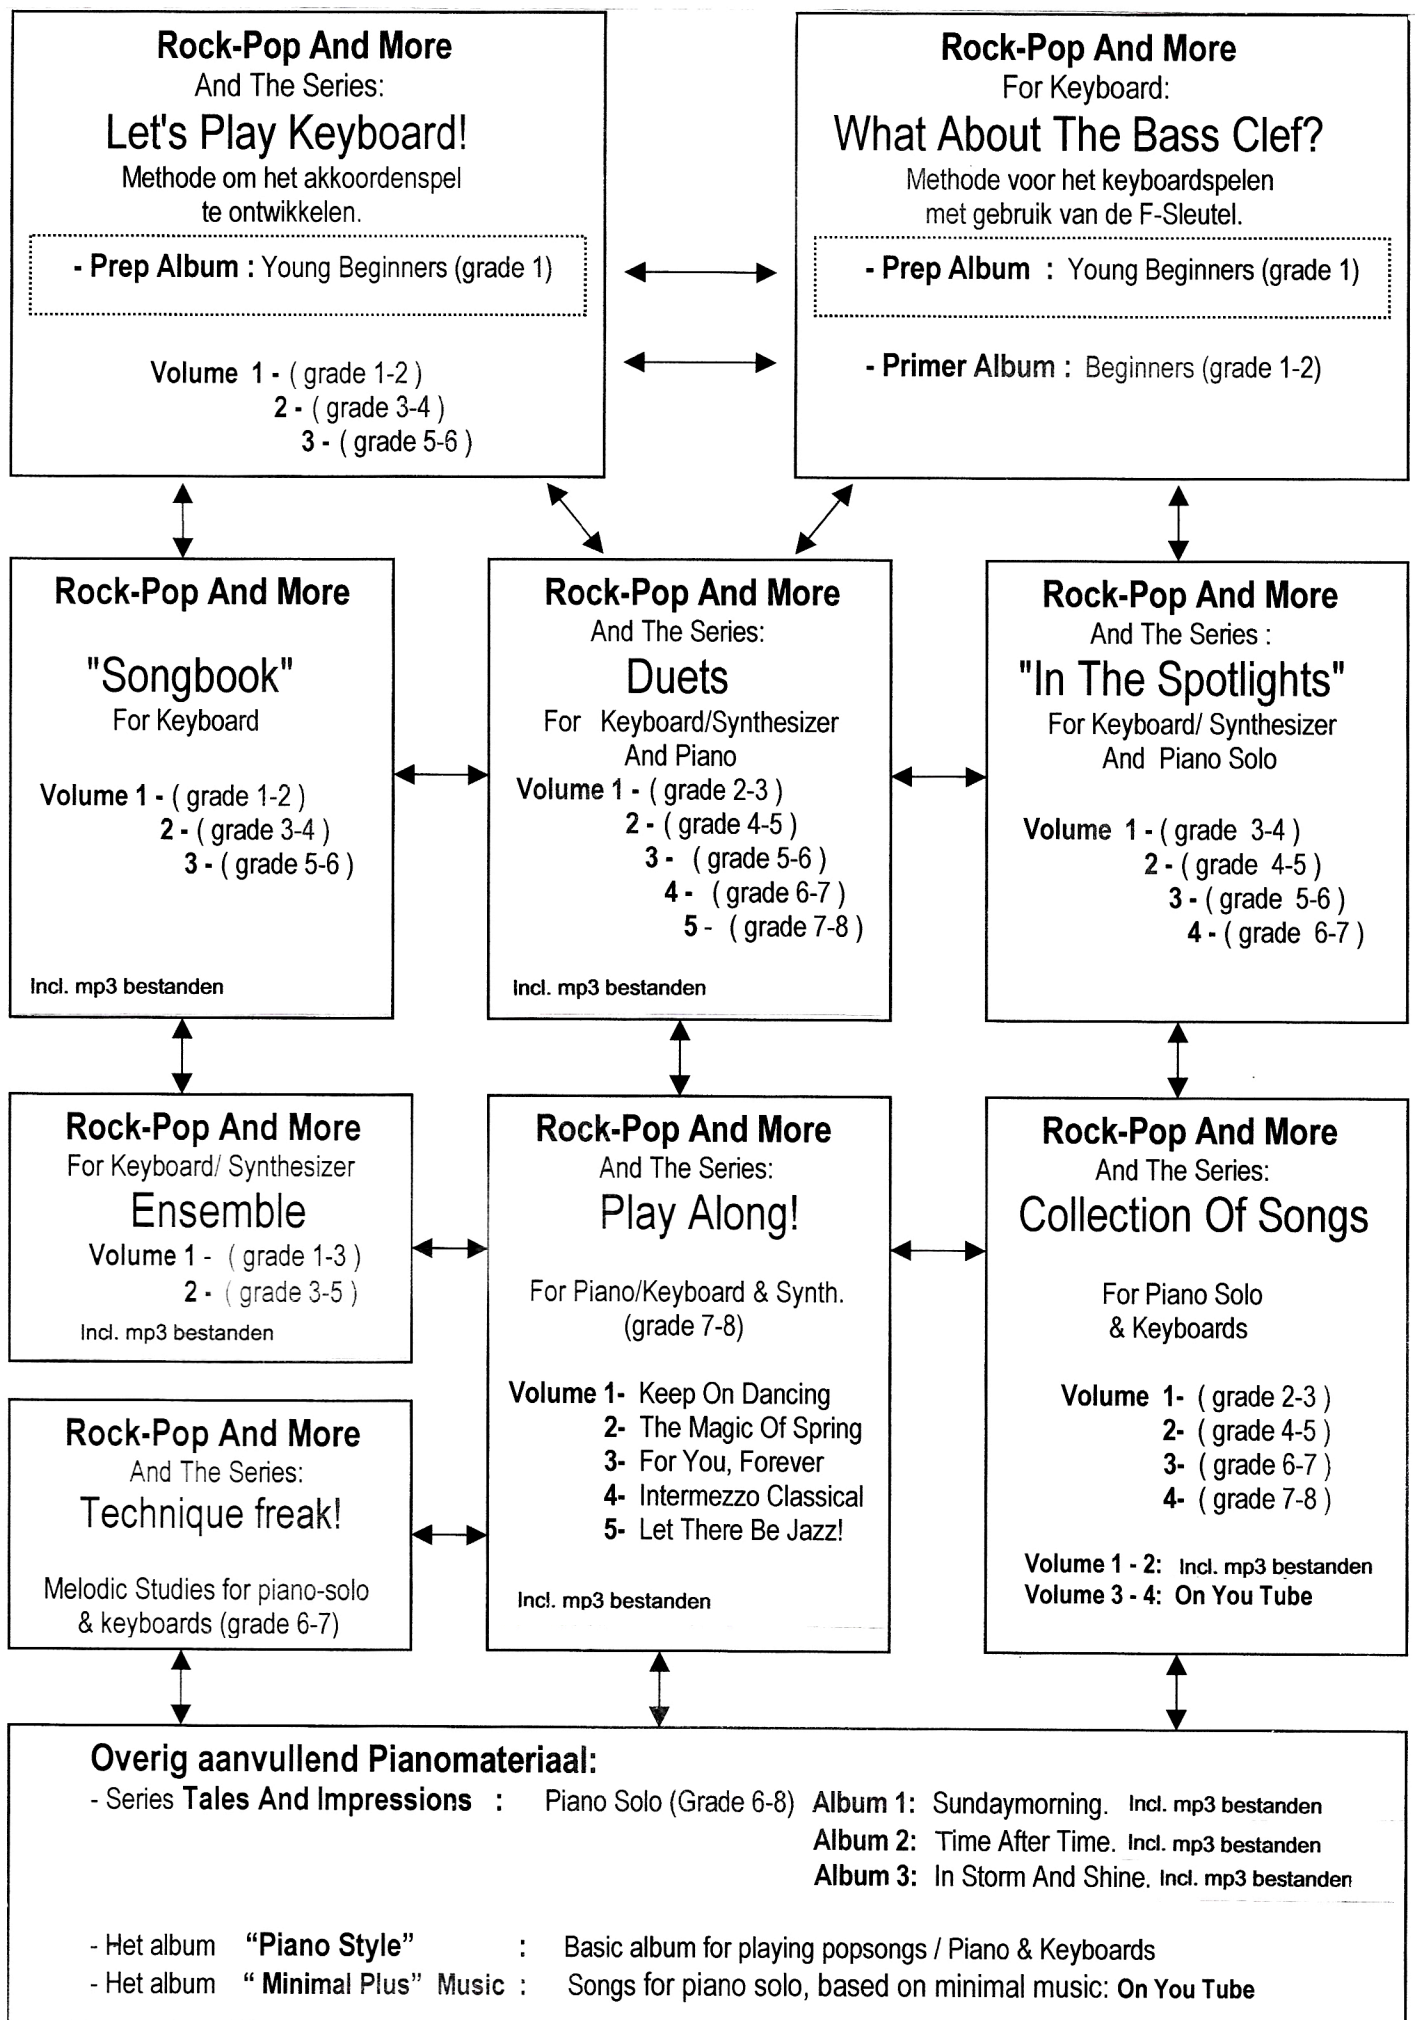 Rock-Pop And More
And The Series:
Let's Play Keyboard!
Methode om het akkoordenspel
te ontwikkelen.
- Prep Album : Young Beginners (grade 1)
Volume 1 - ( grade 1-2 )
2 - ( grade 3-4 )
3 - ( grade 5-6 )
Rock-Pop And More
For Keyboard:
What About The Bass Clef?
Methode voor het keyboardspelen
met gebruik van de F-Sleutel.
- Prep Album : Young Beginners (grade 1)
- Primer Album : Beginners (grade 1-2)
Rock-Pop And More
"Songbook"
For Keyboard
Volume 1 - ( grade 1-2 )
2 - ( grade 3-4 )
3 - ( grade 5-6 )
Incl. mp3 bestanden
Rock-Pop And More
And The Series:
Duets
For Keyboard/Synthesizer
And Piano
Volume 1 - ( grade 2-3 )
2 - ( grade 4-5 )
3 - ( grade 5-6 )
4 - ( grade 6-7 )
5 - ( grade 7-8 )
Incl. mp3 bestanden
Rock-Pop And More
And The Series :
"In The Spotlights"
For Keyboard/ Synthesizer
And Piano Solo
Volume 1 - ( grade 3-4 )
2 - ( grade 4-5 )
3 - ( grade 5-6 )
4 - ( grade 6-7 )
Rock-Pop And More
For Keyboard/ Synthesizer
Ensemble
Volume 1 - ( grade 1-3 )
2 - ( grade 3-5 )
Incl. mp3 bestanden
Rock-Pop And More
And The Series:
Technique freak!
Melodic Studies for piano-solo
& keyboards (grade 6-7)
Rock-Pop And More
And The Series:
Play Along!
For Piano/Keyboard & Synth.
(grade 7-8)
Volume 1- Keep On Dancing
2- The Magic Of Spring
3- For You, Forever
4- Intermezzo Classical
5- Let There Be Jazz!
Incl. mp3 bestanden
Rock-Pop And More
And The Series:
Collection Of Songs
For Piano Solo
& Keyboards
Volume 1- ( grade 2-3 )
2- ( grade 4-5 )
3- ( grade 6-7 )
4- ( grade 7-8 )
Volume 1 - 2: Incl. mp3 bestanden
Volume 3 - 4: On You Tube
Overig aanvullend Pianomateriaal:
- Series Tales And Impressions : Piano Solo (Grade 6-8) Album 1: Sundaymorning. Incl. mp3 bestanden
Album 2: Time After Time. Incl. mp3 bestanden
Album 3: In Storm And Shine. Incl. mp3 bestanden
- Het album “Piano Style” : Basic album for playing popsongs / Piano & Keyboards
- Het album “ Minimal Plus” Music : Songs for piano solo, based on minimal music: On You Tube